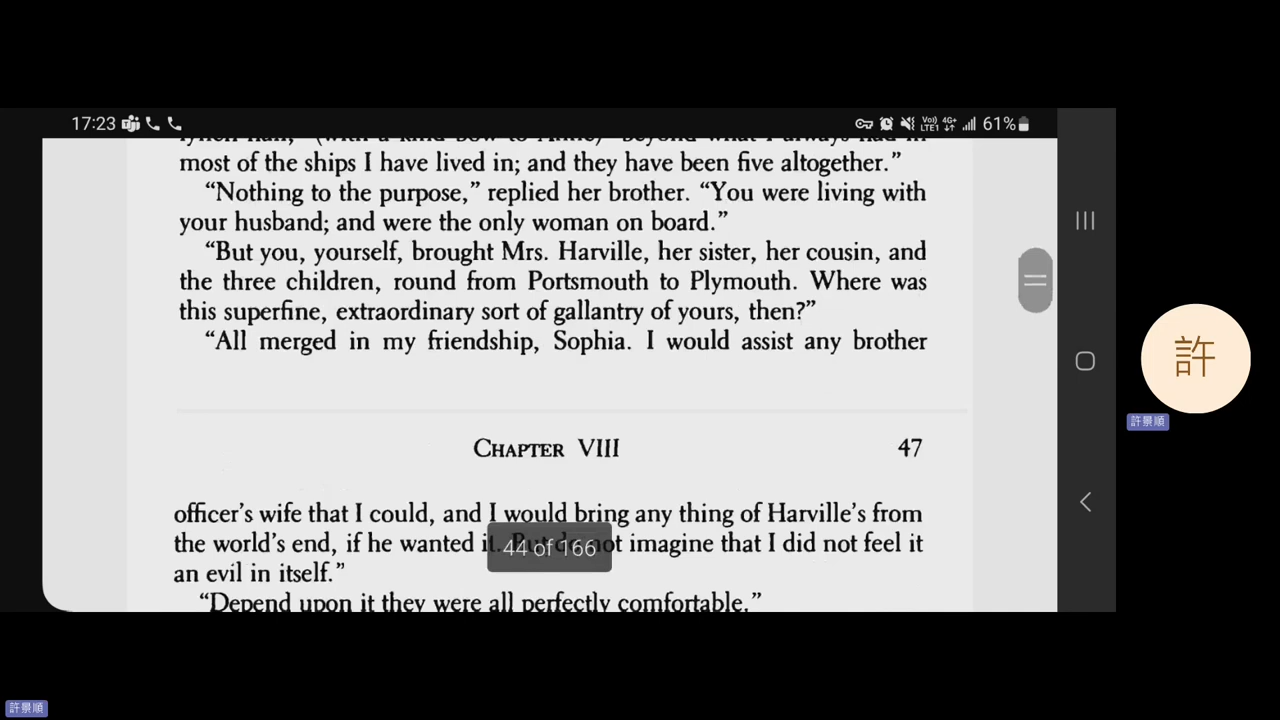 17:23
Vo)) 4G+
LTE1 61%
most of the ships I have lived in; and they have been five altogether.”
“Nothing to the purpose,” replied her brother. “You were living with
your husband; and were the only woman on board.”
“But you, yourself, brought Mrs. Harville, her sister, her cousin, and
the three children, round from Portsmouth to Plymouth. Where was
this superfine, extraordinary sort of gallantry of yours, then?”
“All merged in my friendship, Sophia. I would assist any brother
CHAPTER VIII 47
officer’s wife that I could, and I would bring any thing of Harville’s from
the world’s end, if he wanted it. But do not imagine that I did not feel it
44 of 166
an evil in itself.”
“Depend upon it they were all perfectly comfortable.”
許
許景順
許景順